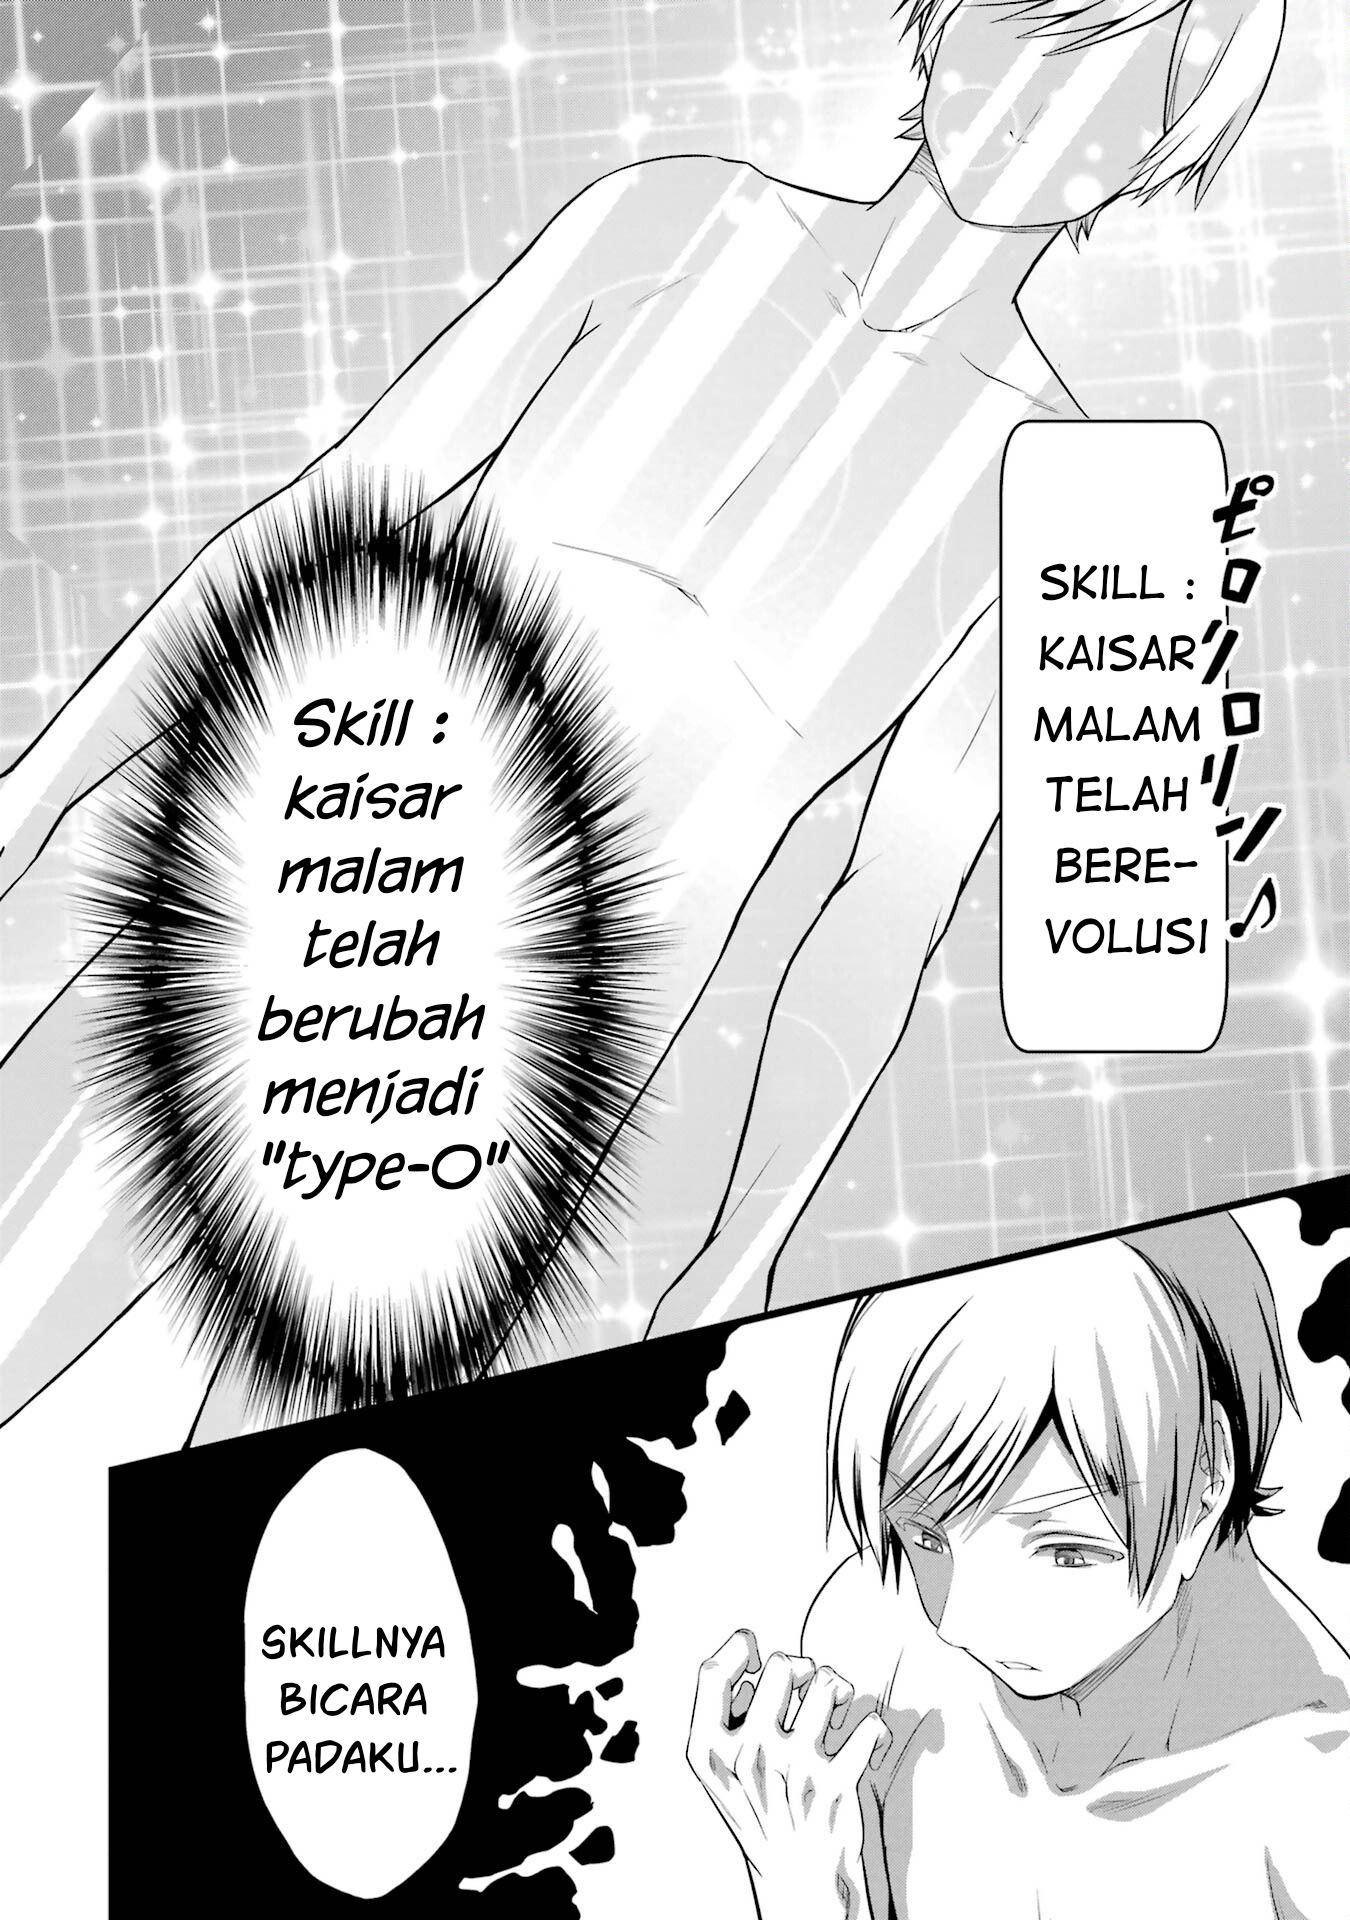 SKILL :
KAISAR
MALAM
TELAH
BERE-
VOLUSI
ピロリロリン♪
Skill :
kaisar
malam
telah
berubah
menjadi
"type-O"
SKILLNYA
BICARA
PADAKU...